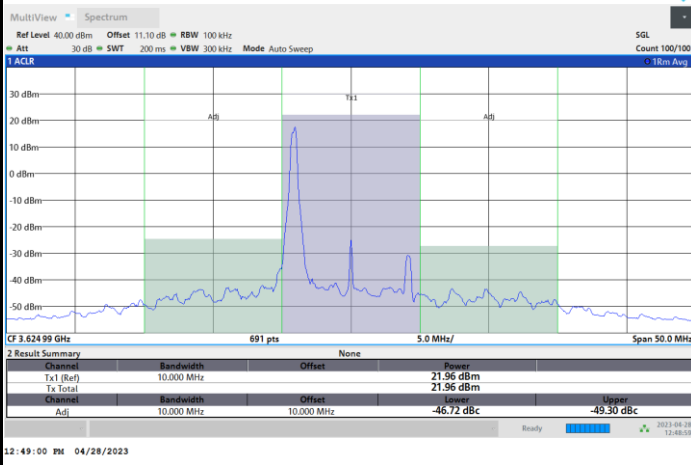 MultiView Spectrum
Ref Level 40.00 dBm Offset 11.10 dB RBW 100 kHz SGL
Att 30 dB SWT 200 ms VBW 300 kHz Mode Auto Sweep Count 100/100
1 ACLR 1Rm Avg
Tx1
30 dBm
Adj Adj
20 dBm
10 dBm
0 dBm
-10 dBm
-20 dBm
-30 dBm
-40 dBm
-50 dBm
CF 3.624 99 GHz 691 pts 5.0 MHz/ Span 50.0 MHz
2 Result Summary None
Channel Bandwidth Offset Power
Tx1 (Ref) 10.000 MHz 21.96 dBm
Tx Total 21.96 dBm
Channel Bandwidth Offset Lower Upper
Adj 10.000 MHz 10.000 MHz -46.72 dBc -49.30 dBc
Ready 2023-04-28
12:48:59
12:49:00 PM 04/28/2023